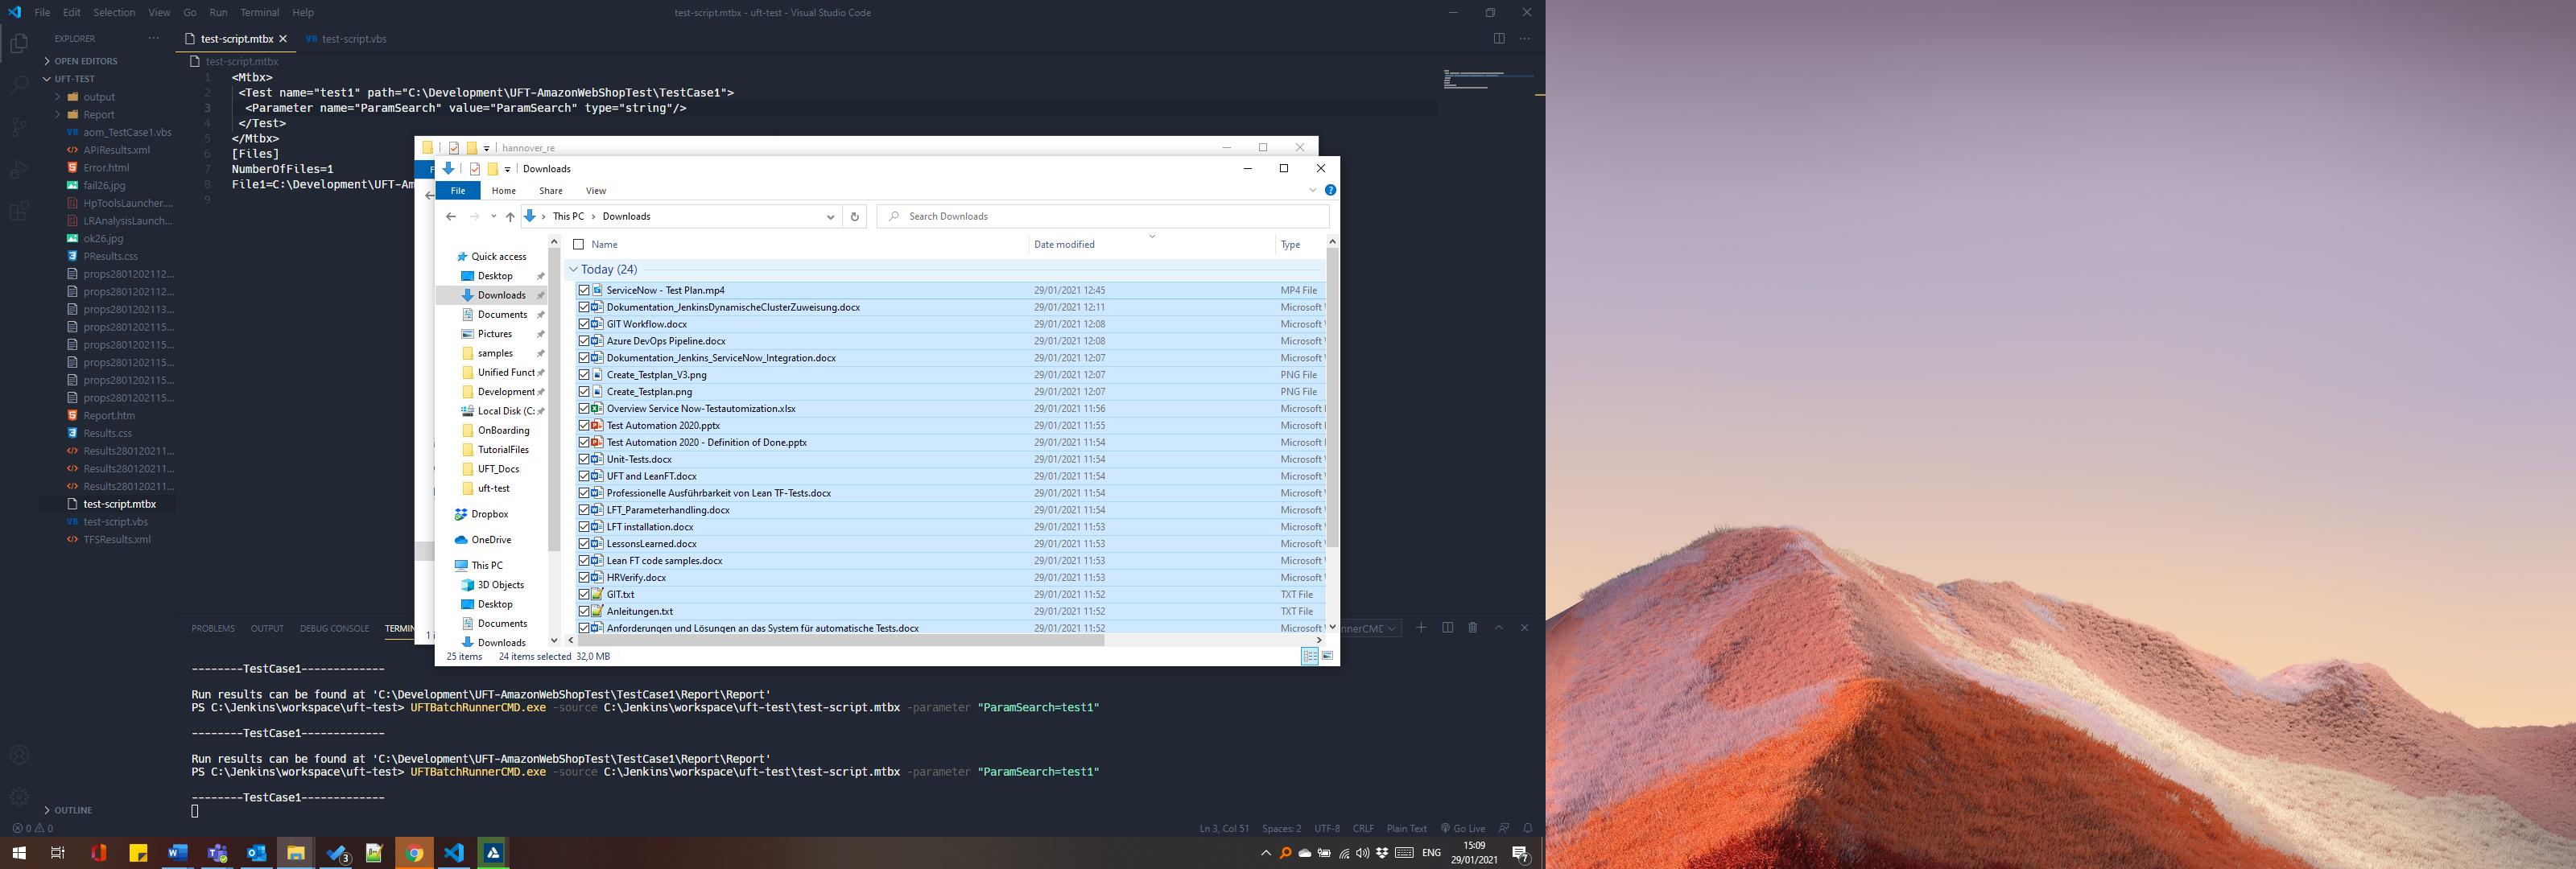 File Edit Selection View Go Run Terminal Help
test-script.mtbx - uft-test - Visual Studio Code
EXPLORER
OPEN EDITORS
UFT-TEST
output
Report
aom_TestCase1.vbs
APIResults.xml
Error.html
fail26.jpg
HpToolsLauncher....
LRAnalysisLaunch...
ok26.jpg
PResults.css
props2801202112...
props2801202112...
props2801202113...
props2801202115...
props2801202115...
props2801202115...
props2801202115...
props2801202115...
Report.htm
Results.css
Results280120211...
Results280120211...
Results280120211...
test-script.mtbx
test-script.vbs
TFSResults.xml
OUTLINE
test-script.mtbx
test-script.vbs
test-script.mtbx
1 <Mtbx>
2 <Test name="test1" path="C:\Development\UFT-AmazonWebShopTest\TestCase1">
3 <Parameter name="ParamSearch" value="ParamSearch" type="string"/>
4 </Test>
5 </Mtbx>
6 [Files]
7 NumberOfFiles=1
8 File1=C:\Development\UFT-Am
9
hannover_re
Downloads
File Home Share View
This PC > Downloads
Search Downloads
Quick access
Desktop
Downloads
Documents
Pictures
samples
Unified Funct
Development
Local Disk (C:
OnBoarding
TutorialFiles
UFT_Docs
uft-test
Dropbox
OneDrive
This PC
3D Objects
Desktop
Documents
Downloads
Name Date modified Type
Today (24)
ServiceNow - Test Plan.mp4 29/01/2021 12:45 MP4 File
Dokumentation_JenkinsDynamischeClusterZuweisung.docx 29/01/2021 12:11 Microsoft
GIT Workflow.docx 29/01/2021 12:08 Microsoft
Azure DevOps Pipeline.docx 29/01/2021 12:08 Microsoft
Dokumentation_Jenkins_ServiceNow_Integration.docx 29/01/2021 12:07 Microsoft
Create_Testplan_V3.png 29/01/2021 12:07 PNG File
Create_Testplan.png 29/01/2021 12:07 PNG File
Overview Service Now-Testautomization.xlsx 29/01/2021 11:56 Microsoft
Test Automation 2020.pptx 29/01/2021 11:55 Microsoft
Test Automation 2020 - Definition of Done.pptx 29/01/2021 11:54 Microsoft
Unit-Tests.docx 29/01/2021 11:54 Microsoft
UFT and LeanFT.docx 29/01/2021 11:54 Microsoft
Professionelle Ausführbarkeit von Lean TF-Tests.docx 29/01/2021 11:54 Microsoft
LFT_Parameterhandling.docx 29/01/2021 11:54 Microsoft
LFT installation.docx 29/01/2021 11:53 Microsoft
LessonsLearned.docx 29/01/2021 11:53 Microsoft
Lean FT code samples.docx 29/01/2021 11:53 Microsoft
HRVerify.docx 29/01/2021 11:53 Microsoft
GIT.txt 29/01/2021 11:52 TXT File
Anleitungen.txt 29/01/2021 11:52 TXT File
Anforderungen und Lösungen an das System für automatische Tests.docx 29/01/2021 11:52 Microsoft
25 items 24 items selected 32,0 MB
PROBLEMS OUTPUT DEBUG CONSOLE TERMIN
nnerCMD
--------TestCase1-------------
Run results can be found at 'C:\Development\UFT-AmazonWebShopTest\TestCase1\Report\Report'
PS C:\Jenkins\workspace\uft-test> UFTBatchRunnerCMD.exe -source C:\Jenkins\workspace\uft-test\test-script.mtbx -parameter "ParamSearch=test1"
--------TestCase1-------------
Run results can be found at 'C:\Development\UFT-AmazonWebShopTest\TestCase1\Report\Report'
PS C:\Jenkins\workspace\uft-test> UFTBatchRunnerCMD.exe -source C:\Jenkins\workspace\uft-test\test-script.mtbx -parameter "ParamSearch=test1"
--------TestCase1-------------
0 0
Ln 3, Col 51 Spaces: 2 UTF-8 CRLF Plain Text Go Live
3
ENG
15:09
29/01/2021
7